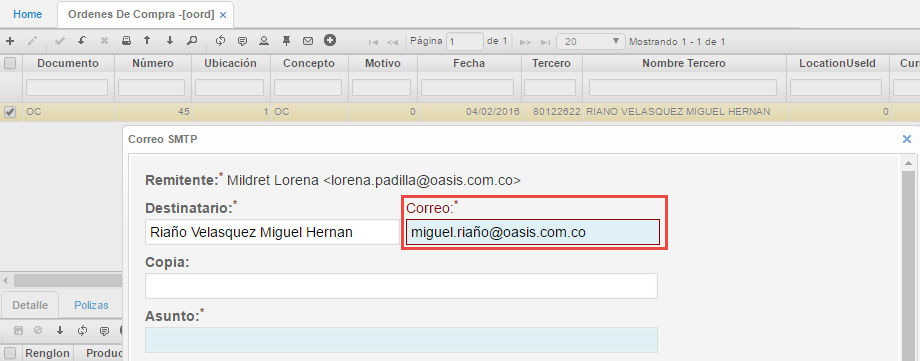 Home Ordenes De Compra -[oord]
Página 1 de 1 20 Mostrando 1 - 1 de 1
Documento Número Ubicación Concepto Motivo Fecha Tercero Nombre Tercero LocationUseId Curr
OC 45 1 OC 0 04/02/2016 80122622 RIANO VELASQUEZ MIGUEL HERNAN 0
Correo SMTP
Remitente:* Mildret Lorena <lorena.padilla@oasis.com.co>
Destinatario:* Correo:*
Riaño Velasquez Miguel Hernan miguel.riaño@oasis.com.co
Copia:
Detalle Polizas
Asunto:*
Renglon Produc